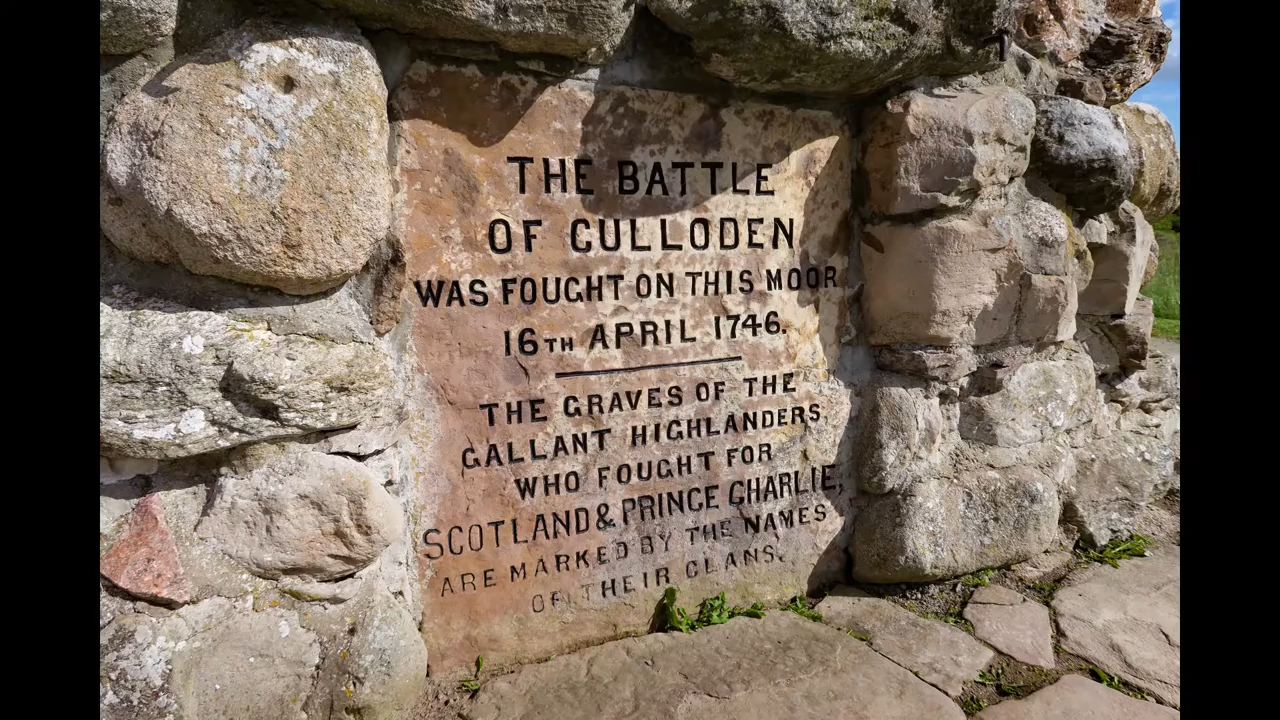 THE BATTLE
OF CULLODEN
WAS FOUGHT ON THIS MOOR
16TH APRIL 1746.
THE GRAVES OF THE
GALLANT HIGHLANDERS,
WHO FOUGHT FOR
SCOTLAND & PRINCE CHARLIE,
ARE MARKED BY THE NAMES
OF THEIR CLANS.